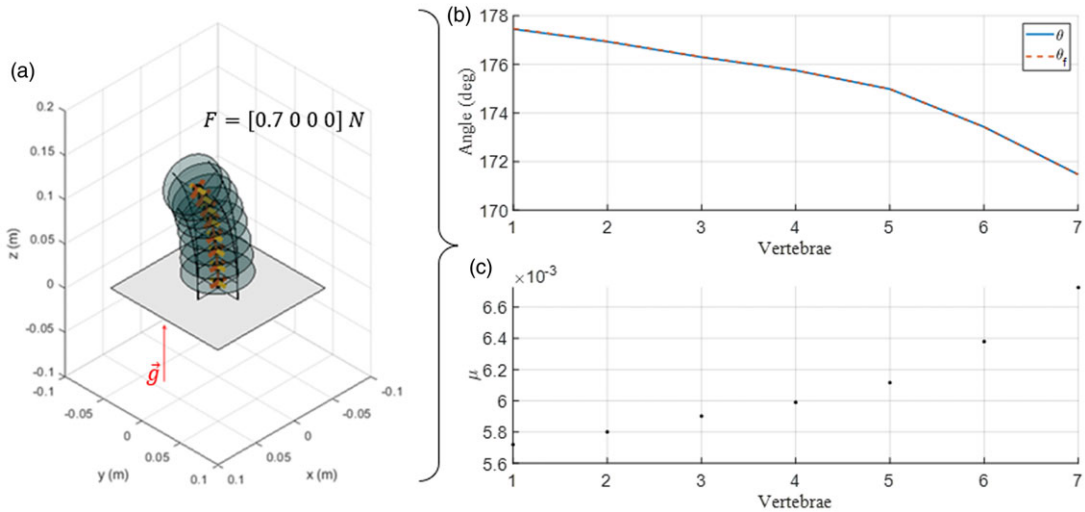 (a)
F = [0.7 0 0 0] N
0.2
0.15
0.1
0.05
0
-0.05
-0.1
z (m)
-0.1
-0.05
0
0.05
0.1
y (m)
0.1
0.05
0
-0.05
-0.1
x (m)
g⃗
(b)
178
176
174
172
170
Angle (deg)
θ
θf
1 2 3 4 5 6 7
Vertebrae
(c)
×10⁻³
6.6
6.4
6.2
6
5.8
5.6
μ
1 2 3 4 5 6 7
Vertebrae